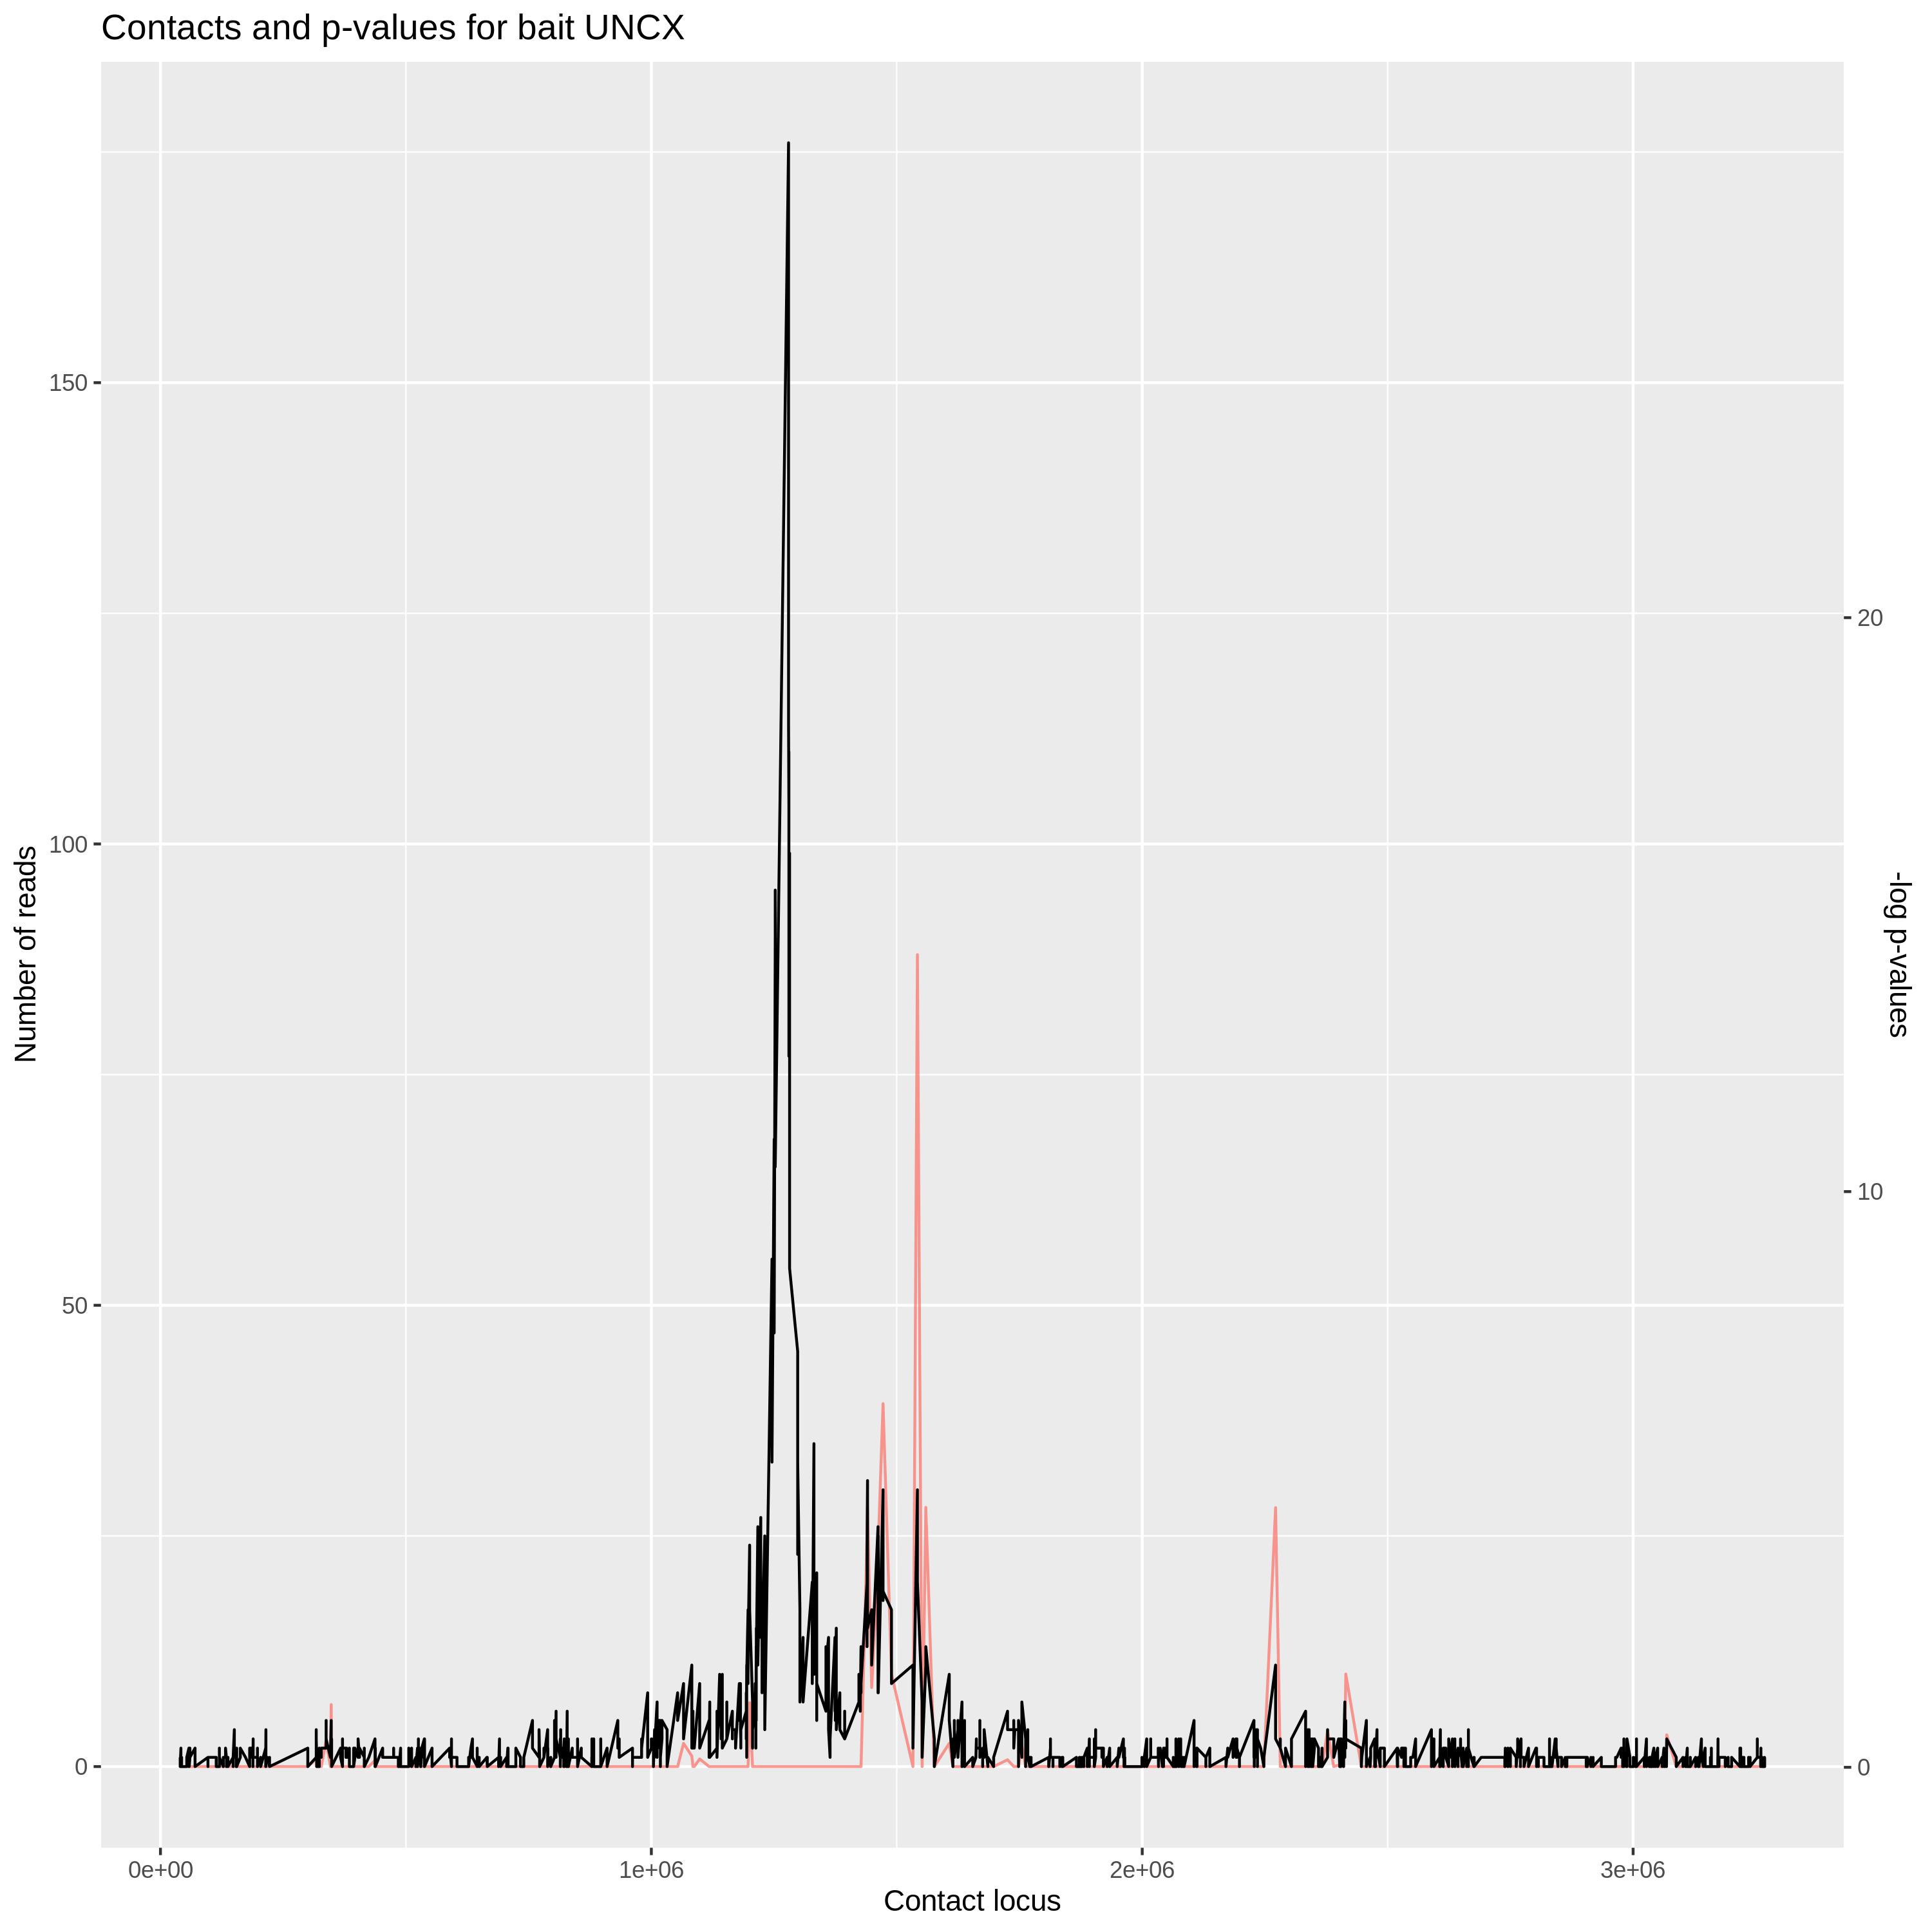 Contacts and p-values for bait UNCX
150
100
50
0
Number of reads
20
10
0
-log p-values
0e+00
1e+06
2e+06
3e+06
Contact locus